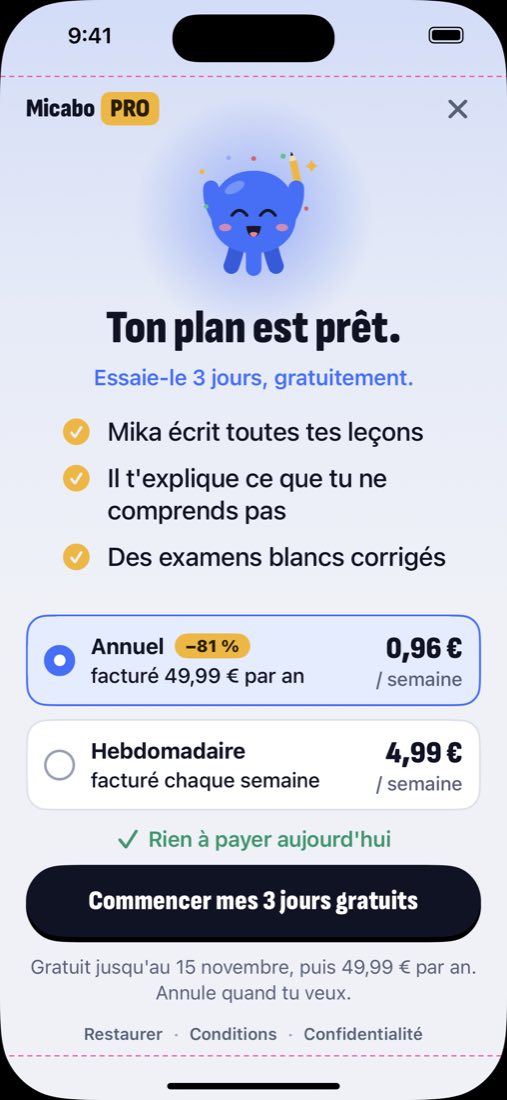 9:41
Micabo PRO
Ton plan est prêt.
Essaie-le 3 jours, gratuitement.
Mika écrit toutes tes leçons
Il t'explique ce que tu ne
comprends pas
Des examens blancs corrigés
Annuel −81 % 0,96 €
facturé 49,99 € par an / semaine
Hebdomadaire 4,99 €
facturé chaque semaine / semaine
Rien à payer aujourd'hui
Commencer mes 3 jours gratuits
Gratuit jusqu'au 15 novembre, puis 49,99 € par an.
Annule quand tu veux.
Restaurer · Conditions · Confidentialité